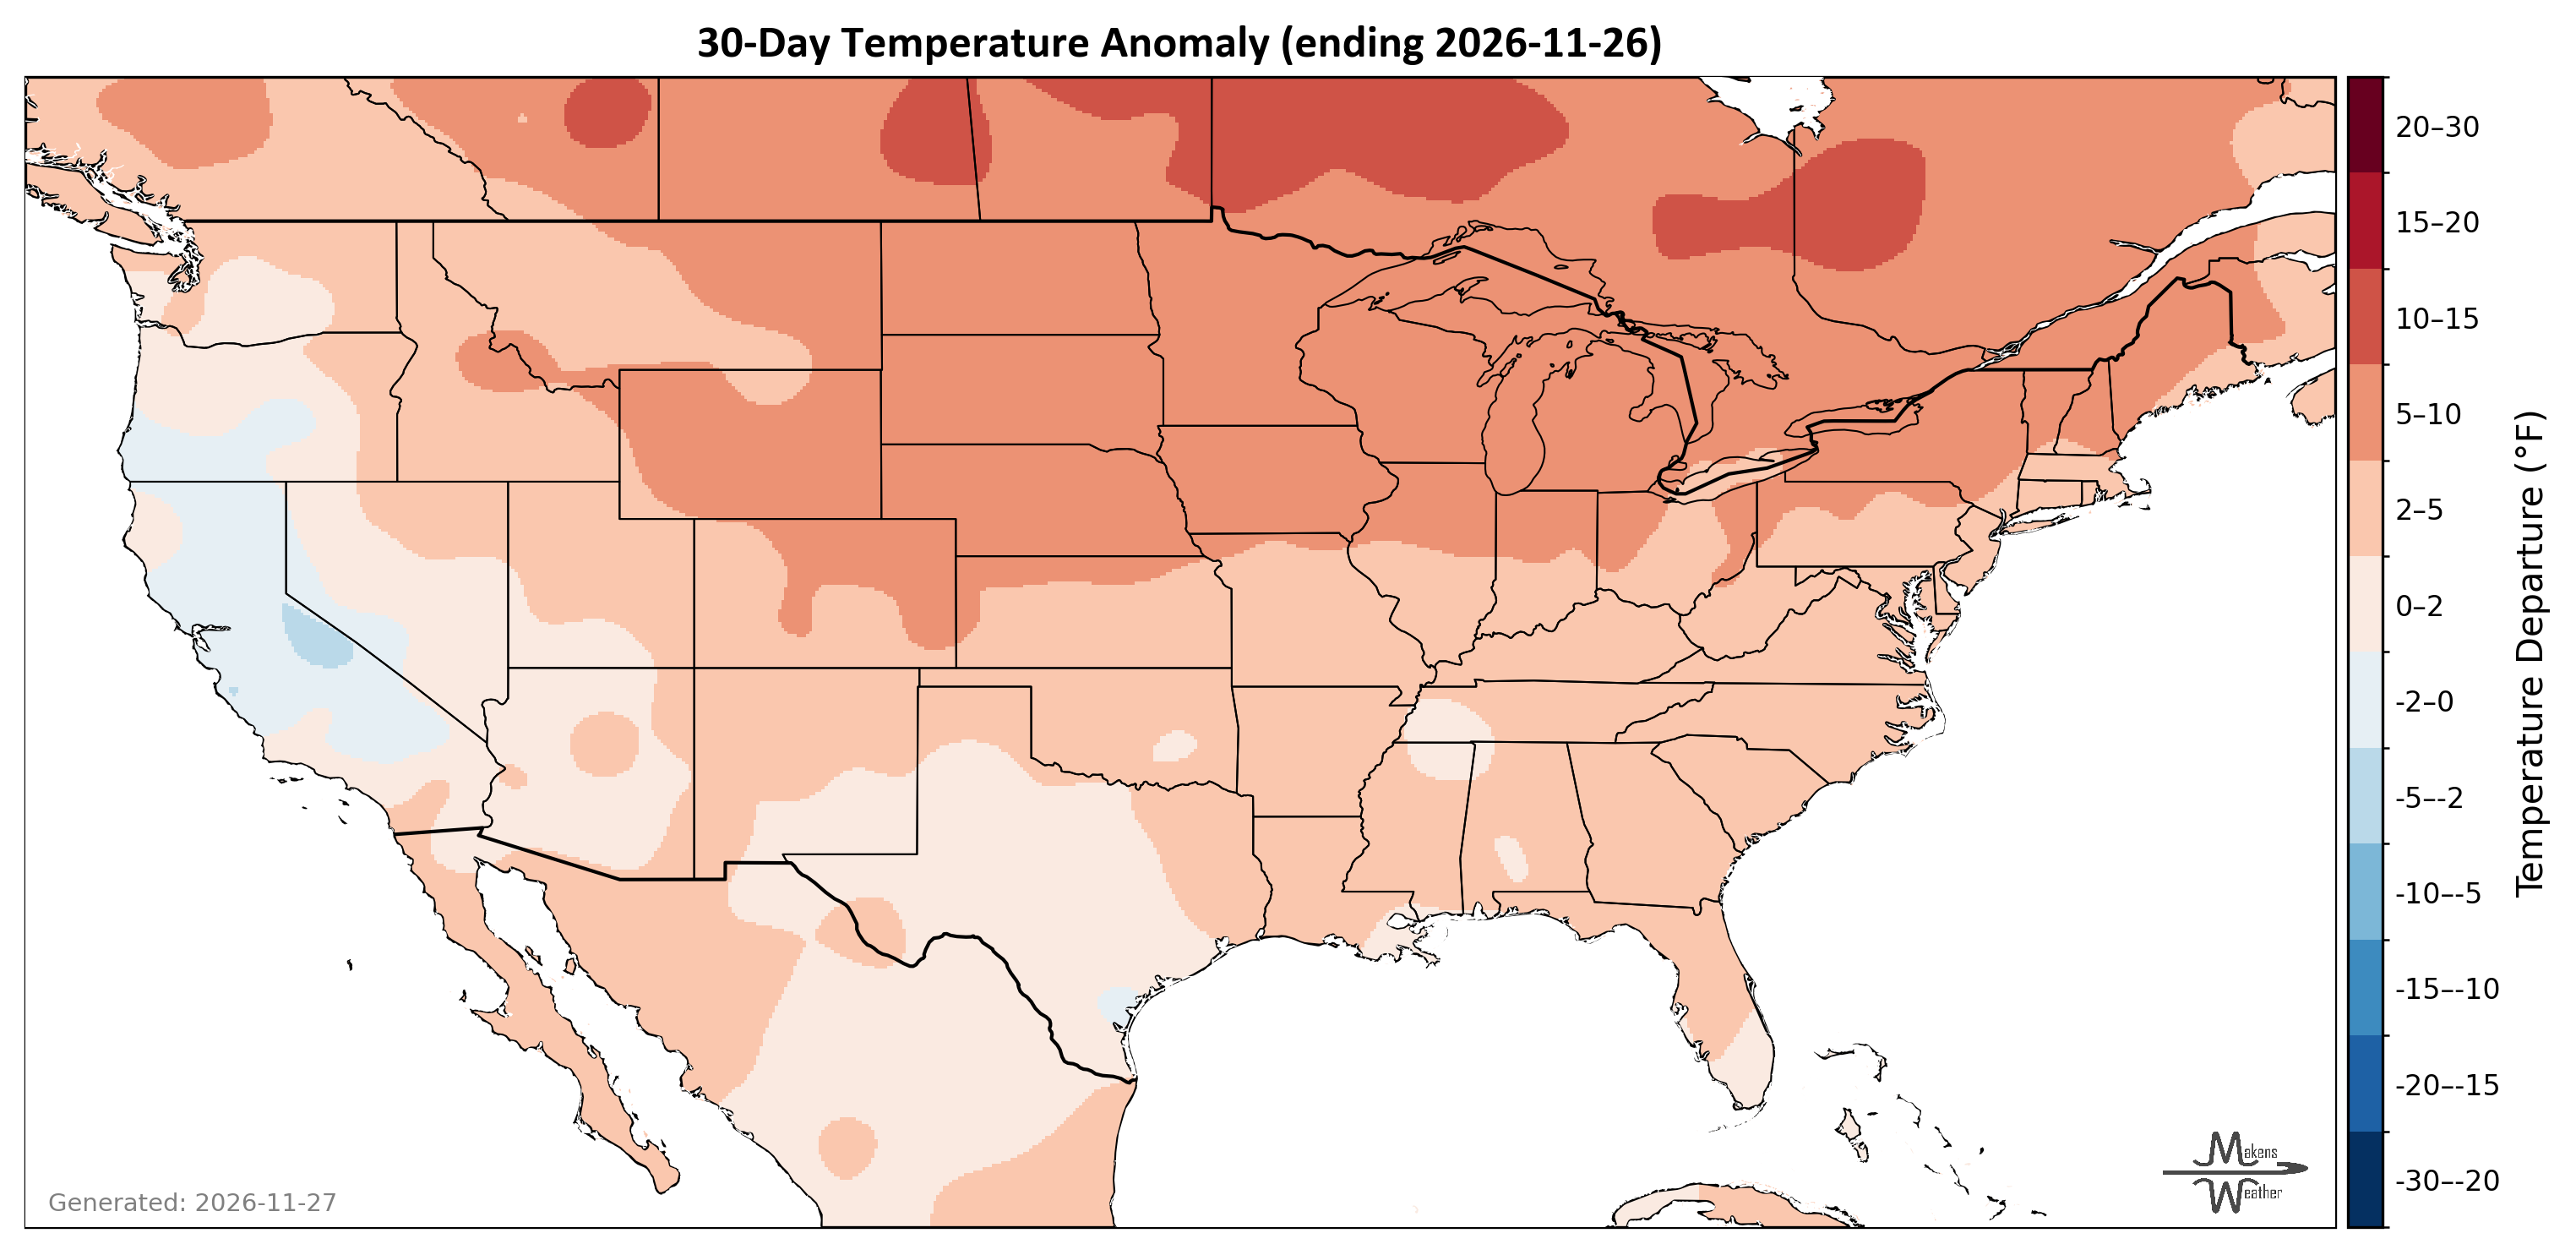 30-Day Temperature Anomaly (ending 2026-11-26)
20–30
15–20
10–15
5–10
2–5
0–2
-2–0
-5–-2
-10–-5
-15–-10
-20–-15
-30–-20
Temperature Departure (°F)
Generated: 2026-11-27
Makens
Weather